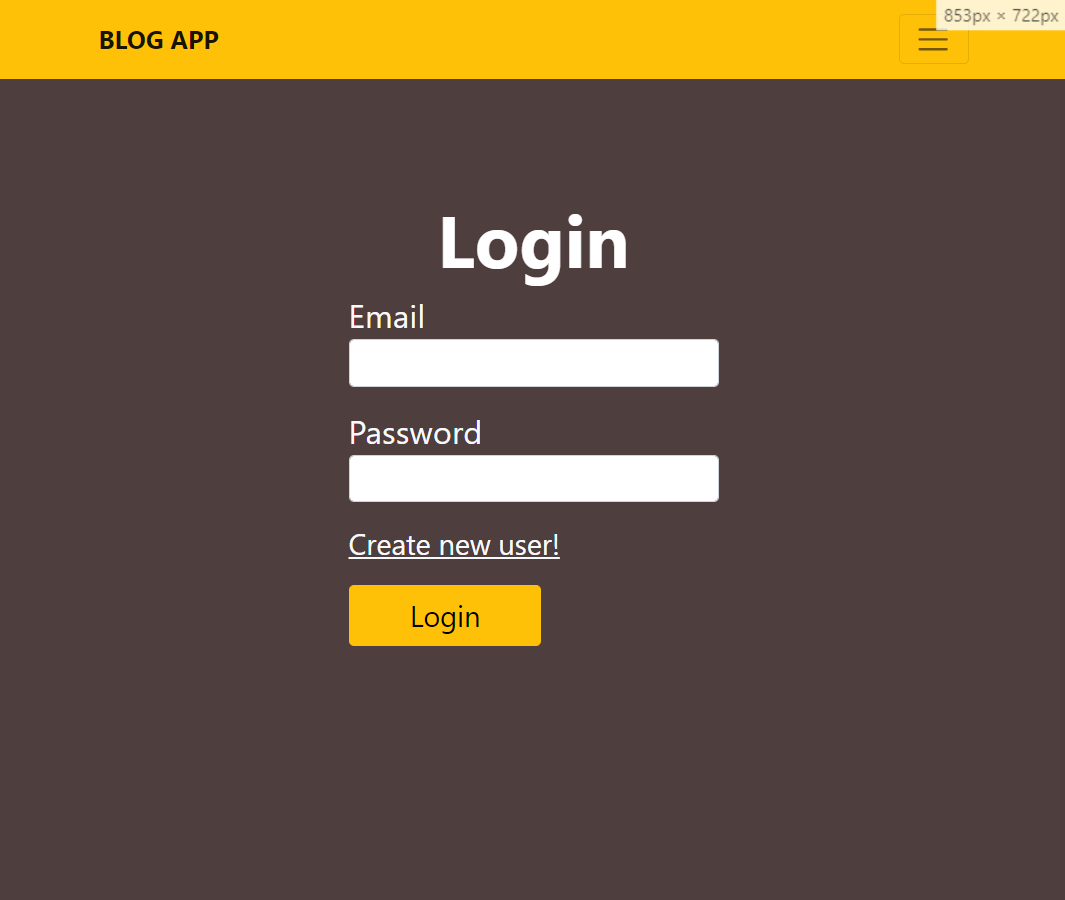 BLOG APP
853px × 722px
Login
Email
Password
Create new user!
Login